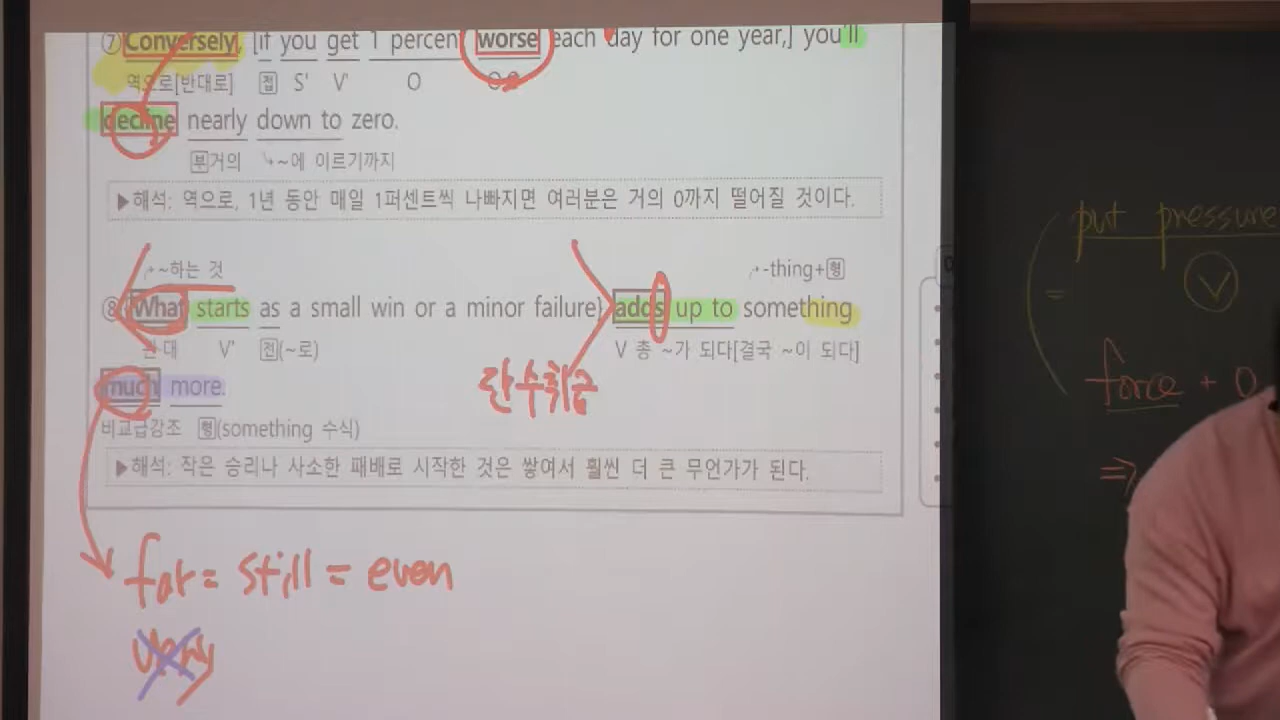 ⑦ Conversely, [if you get 1 percent worse each day for one year,] you'll
역으로[반대로] 접 S' V' O
decline nearly down to zero.
부거의 ~에 이르기까지
▶해석: 역으로, 1년 동안 매일 1퍼센트씩 나빠지면 여러분은 거의 0까지 떨어질 것이다.
~하는 것 -thing+형
⑧ What starts as a small win or a minor failure} adds up to something
관대 V' 전(~로) V 총 ~가 되다[결국 ~이 되다]
much more.
단수취급
비교급강조 형(something 수식)
▶해석: 작은 승리나 사소한 패배로 시작한 것은 쌓여서 훨씬 더 큰 무언가가 된다.
far = still = even
very
put pressure
V
=
force + O
⇒